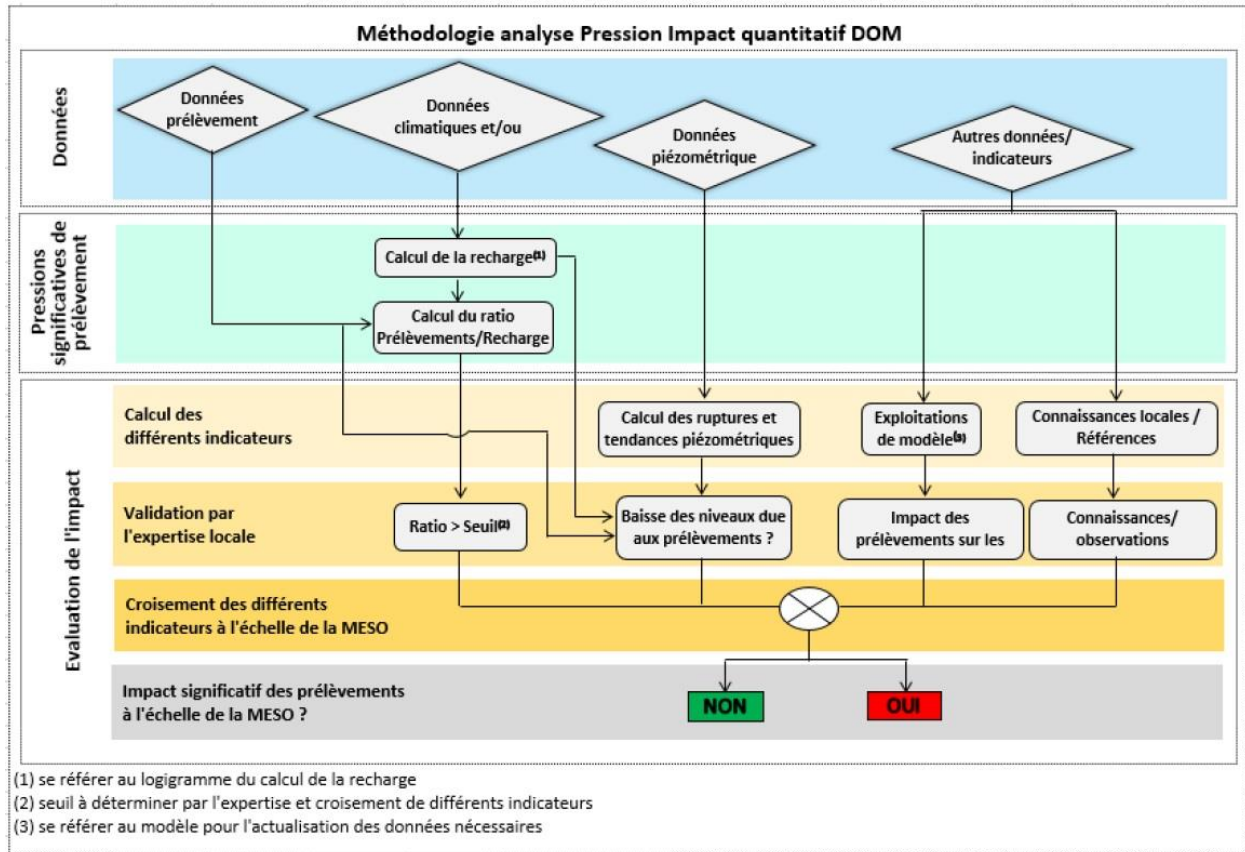 Méthodologie analyse Pression Impact quantitatif DOM
Données
Données
prélèvement
Données
climatiques et/ou
Données
piézométrique
Autres données/
indicateurs
Pressions
significatives de
prélèvement
Calcul de la recharge(1)
Calcul du ratio
Prélèvements/Recharge
Evaluation de l'impact
Calcul des
différents indicateurs
Calcul des ruptures et
tendances piézométriques
Exploitations
de modèle(3)
Connaissances locales /
Références
Validation par
l'expertise locale
Ratio > Seuil(2)
Baisse des niveaux due
aux prélèvements ?
Impact des
prélèvements sur les
Connaissances/
observations
Croisement des différents
indicateurs à l'échelle de la MESO
Impact significatif des prélèvements
à l'échelle de la MESO ?
NON
OUI
(1) se référer au logigramme du calcul de la recharge
(2) seuil à déterminer par l'expertise et croisement de différents indicateurs
(3) se référer au modèle pour l'actualisation des données nécessaires